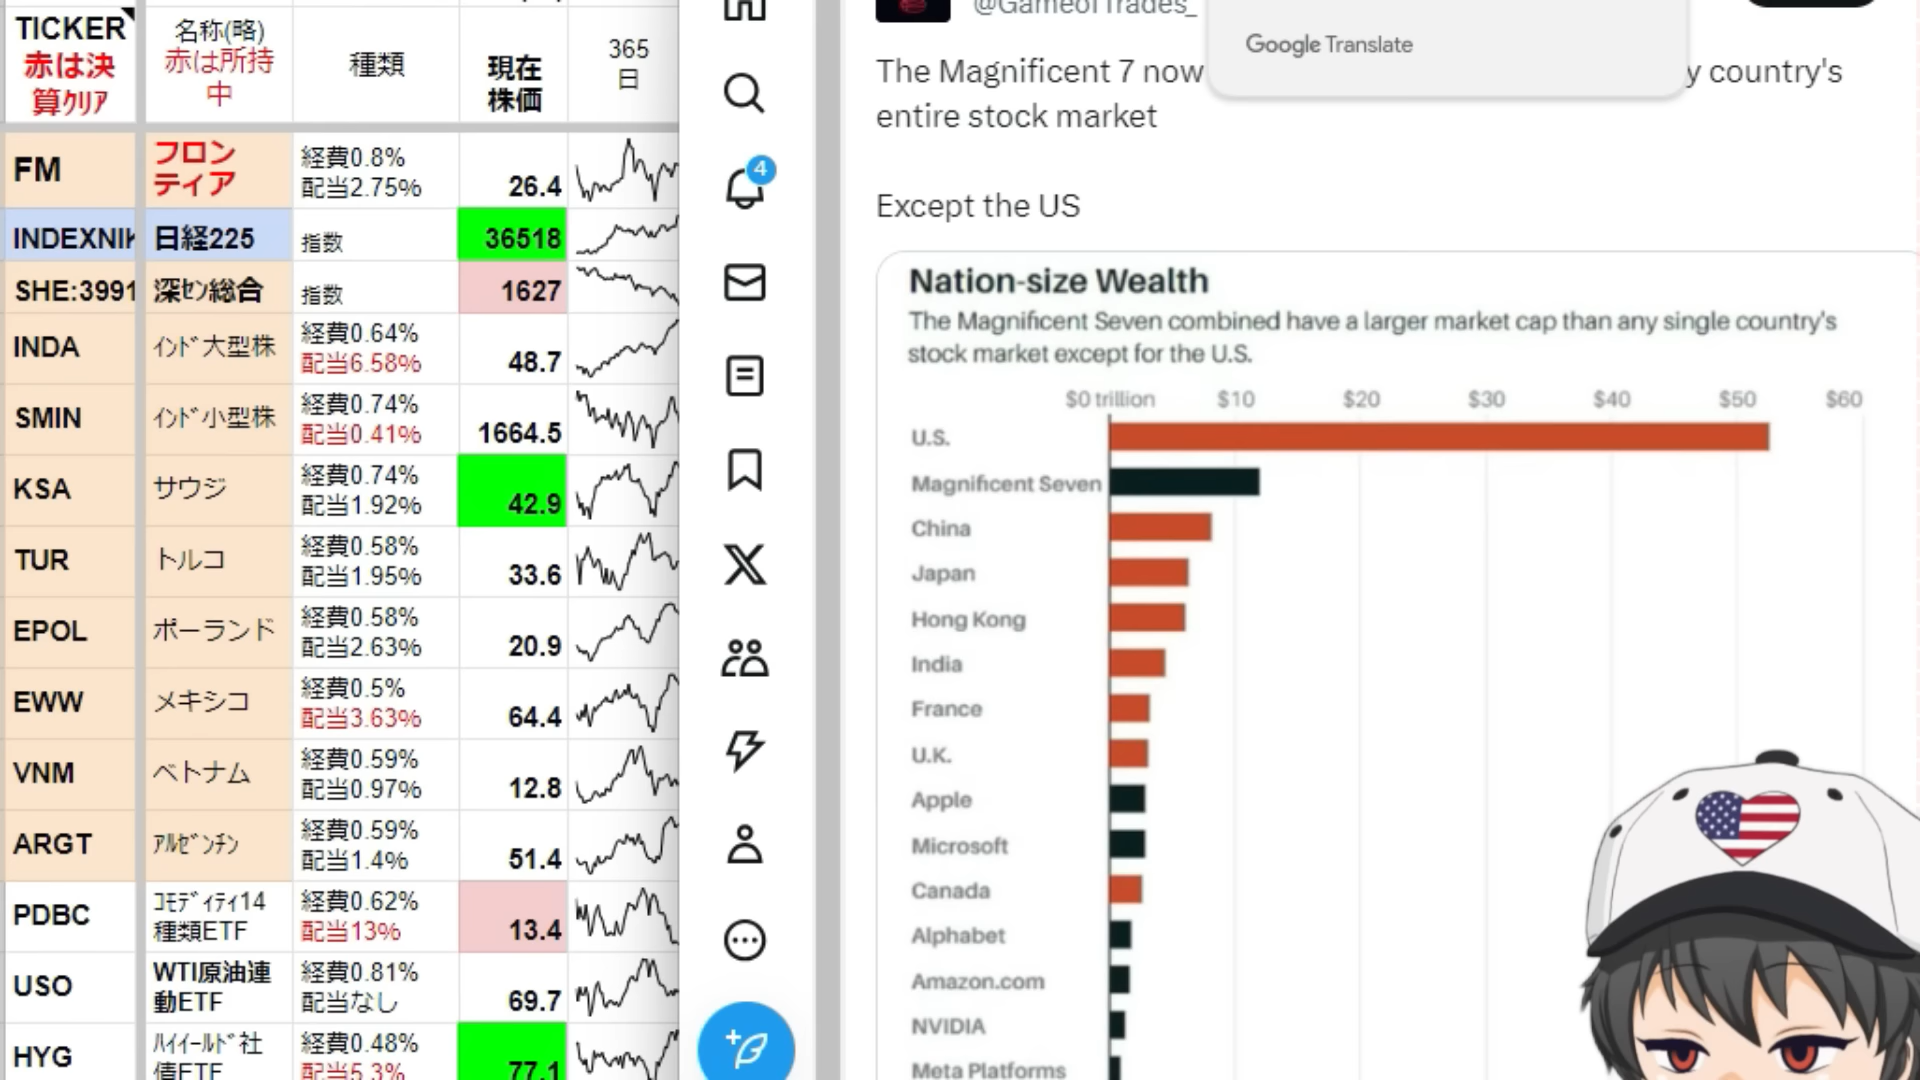 TICKER
赤は決
算ｸﾘｱ
名称(略)
赤は所持
中
種類
現在
株価
365
日
FM
フロン
ティア
経費0.8%
配当2.75%
26.4
INDEXNIK
日経225
指数
36518
SHE:3991
深ｾﾝ総合
指数
1627
INDA
ｲﾝﾄﾞ大型株
経費0.64%
配当6.58%
48.7
SMIN
ｲﾝﾄﾞ小型株
経費0.74%
配当0.41%
1664.5
KSA
サウジ
経費0.74%
配当1.92%
42.9
TUR
トルコ
経費0.58%
配当1.95%
33.6
EPOL
ポーランド
経費0.58%
配当2.63%
20.9
EWW
メキシコ
経費0.5%
配当3.63%
64.4
VNM
ベトナム
経費0.59%
配当0.97%
12.8
ARGT
ｱﾙｾﾞﾝﾁﾝ
経費0.59%
配当1.4%
51.4
PDBC
ｺﾓﾃﾞｨﾃｨ14
種類ETF
経費0.62%
配当13%
13.4
USO
WTI原油連
動ETF
経費0.81%
配当なし
69.7
HYG
ﾊｲｲｰﾙﾄﾞ社
債ETF
経費0.48%
配当5.3%
77.1
4
@GameofTrades_
Google Translate
The Magnificent 7 now y country's
entire stock market
Except the US
Nation-size Wealth
The Magnificent Seven combined have a larger market cap than any single country's
stock market except for the U.S.
$0 trillion $10 $20 $30 $40 $50 $60
U.S.
Magnificent Seven
China
Japan
Hong Kong
India
France
U.K.
Apple
Microsoft
Canada
Alphabet
Amazon.com
NVIDIA
Meta Platforms